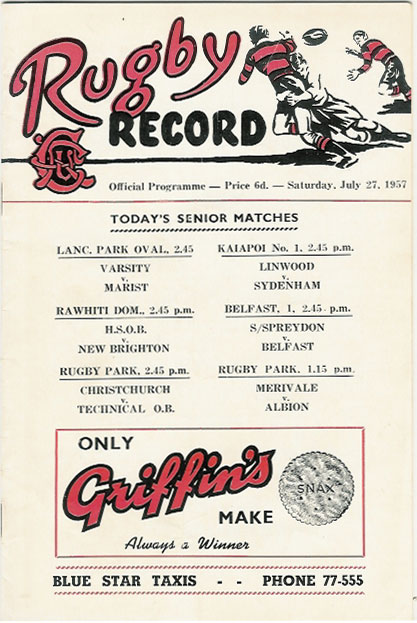 Rugby
RECORD
CRU
Official Programme — Price 6d. — Saturday, July 27, 1957
TODAY'S SENIOR MATCHES
LANC. PARK OVAL, 2.45
VARSITY
v.
MARIST
KAIAPOI No. 1, 2.45 p.m.
LINWOOD
v.
SYDENHAM
RAWHITI DOM., 2.45 p.m.
H.S.O.B.
v.
NEW BRIGHTON
BELFAST, 1, 2.45 p.m.
S/SPREYDON
v.
BELFAST
RUGBY PARK, 2.45 p.m.
CHRISTCHURCH
v.
TECHNICAL O.B.
RUGBY PARK, 1.15 p.m.
MERIVALE
v.
ALBION
ONLY
Griffin's
SNAX
MAKE
Always a Winner
BLUE STAR TAXIS - - PHONE 77-555